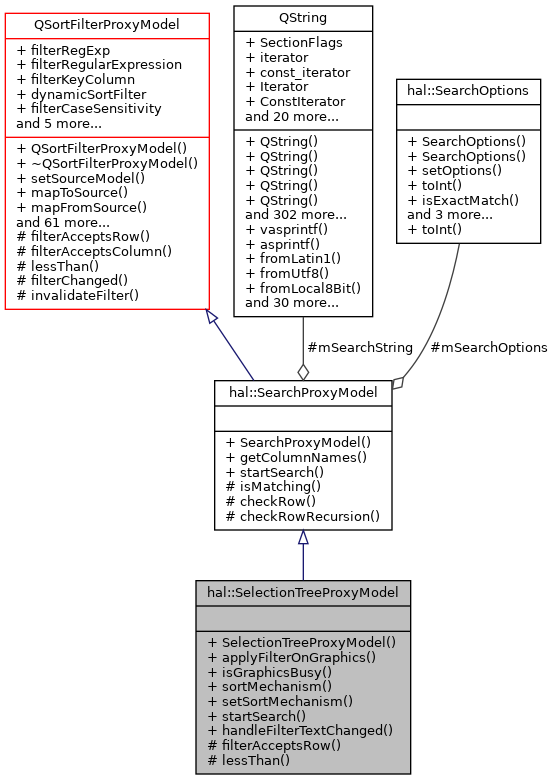 QSortFilterProxyModel
+ filterRegExp
+ filterRegularExpression
+ filterKeyColumn
+ dynamicSortFilter
+ filterCaseSensitivity
and 5 more...
+ QSortFilterProxyModel()
+ ~QSortFilterProxyModel()
+ setSourceModel()
+ mapToSource()
+ mapFromSource()
and 61 more...
# filterAcceptsRow()
# filterAcceptsColumn()
# lessThan()
# filterChanged()
# invalidateFilter()
QString
+ SectionFlags
+ iterator
+ const_iterator
+ Iterator
+ ConstIterator
and 20 more...
+ QString()
+ QString()
+ QString()
+ QString()
+ QString()
and 302 more...
+ vasprintf()
+ asprintf()
+ fromLatin1()
+ fromUtf8()
+ fromLocal8Bit()
and 30 more...
hal::SearchOptions
+ SearchOptions()
+ SearchOptions()
+ setOptions()
+ toInt()
+ isExactMatch()
and 3 more...
+ toInt()
#mSearchString
#mSearchOptions
hal::SearchProxyModel
+ SearchProxyModel()
+ getColumnNames()
+ startSearch()
# isMatching()
# checkRow()
# checkRowRecursion()
hal::SelectionTreeProxyModel
+ SelectionTreeProxyModel()
+ applyFilterOnGraphics()
+ isGraphicsBusy()
+ sortMechanism()
+ setSortMechanism()
+ startSearch()
+ handleFilterTextChanged()
# filterAcceptsRow()
# lessThan()